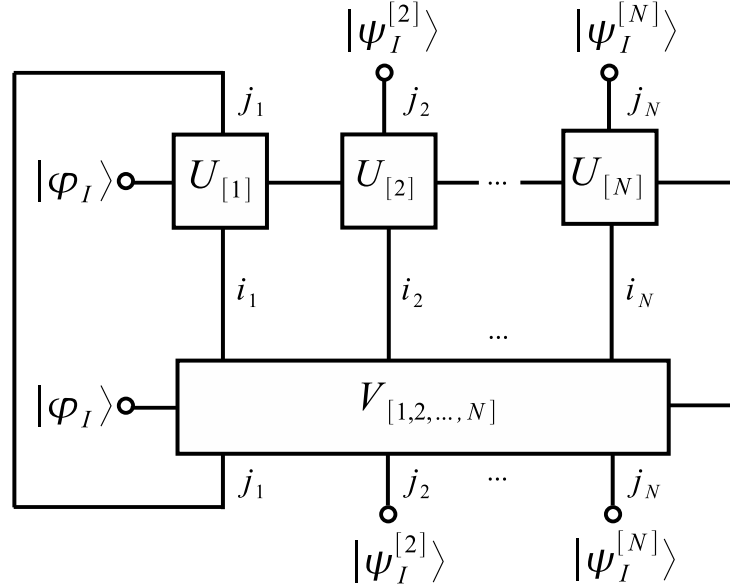 |ψ_I^{[2]}⟩ |ψ_I^{[N]}⟩
j_1 j_2 j_N
|φ_I⟩ U_{[1]} U_{[2]} ... U_{[N]}
i_1 i_2 i_N
...
|φ_I⟩ V_{[1,2,...,N]}
j_1 j_2 ... j_N
|ψ_I^{[2]}⟩ |ψ_I^{[N]}⟩